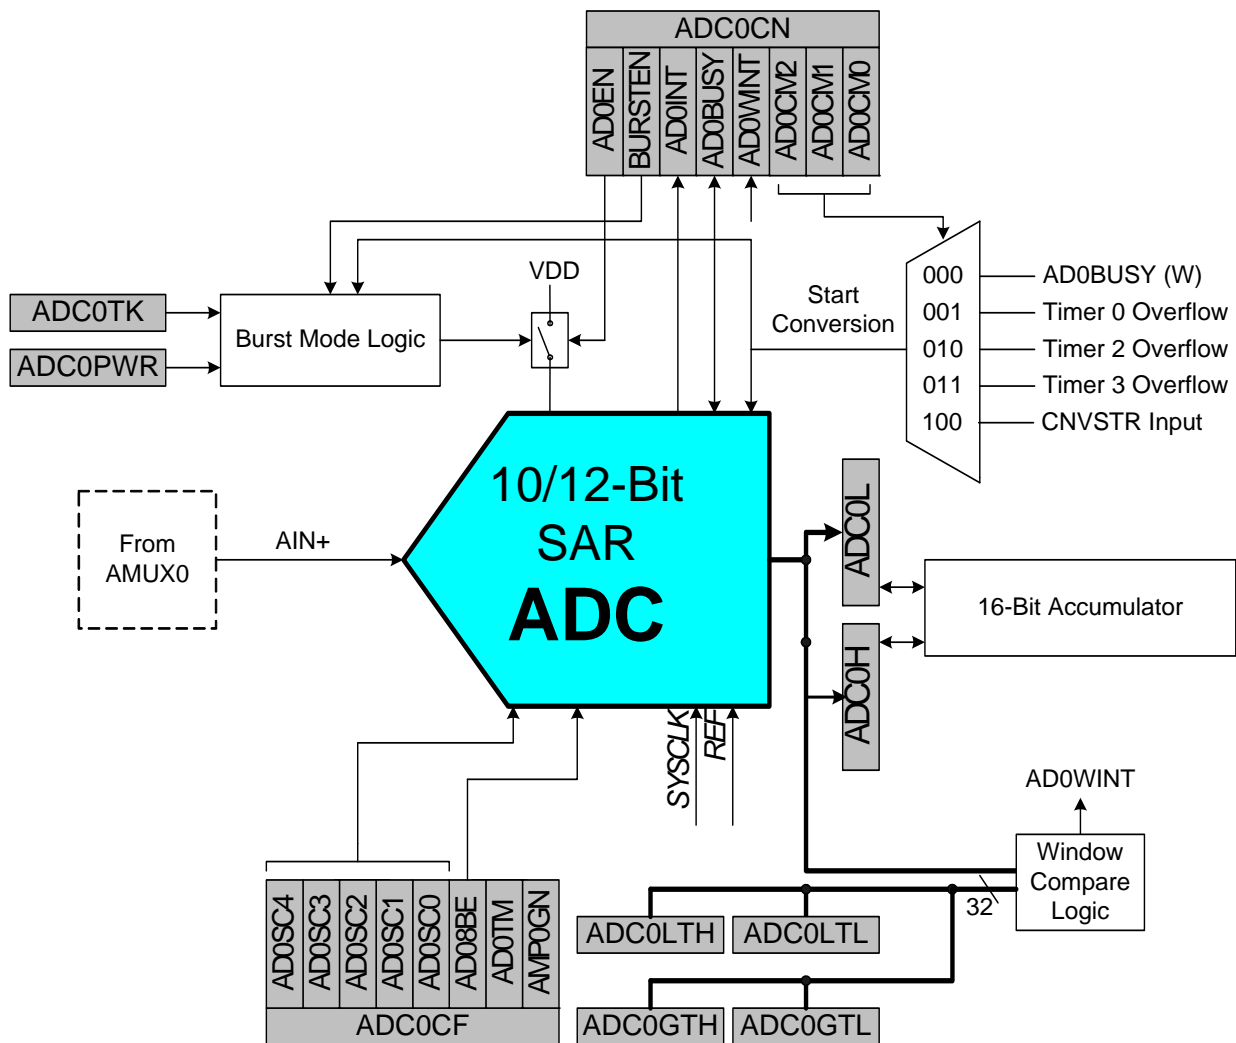 ADC0CN
AD0EN
BURSTEN
AD0INT
AD0BUSY
AD0WINT
AD0CM2
AD0CM1
AD0CM0
VDD
Start
Conversion
000
001
010
011
100
AD0BUSY (W)
Timer 0 Overflow
Timer 2 Overflow
Timer 3 Overflow
CNVSTR Input
ADC0TK
ADC0PWR
Burst Mode Logic
From
AMUX0
AIN+
10/12-Bit
SAR
ADC
SYSCLK
REF
ADC0L
ADC0H
16-Bit Accumulator
AD0WINT
Window
Compare
Logic
32
AD0SC4
AD0SC3
AD0SC2
AD0SC1
AD0SC0
AD08BE
AD0TM
AMP0GN
ADC0CF
ADC0LTH
ADC0LTL
ADC0GTH
ADC0GTL